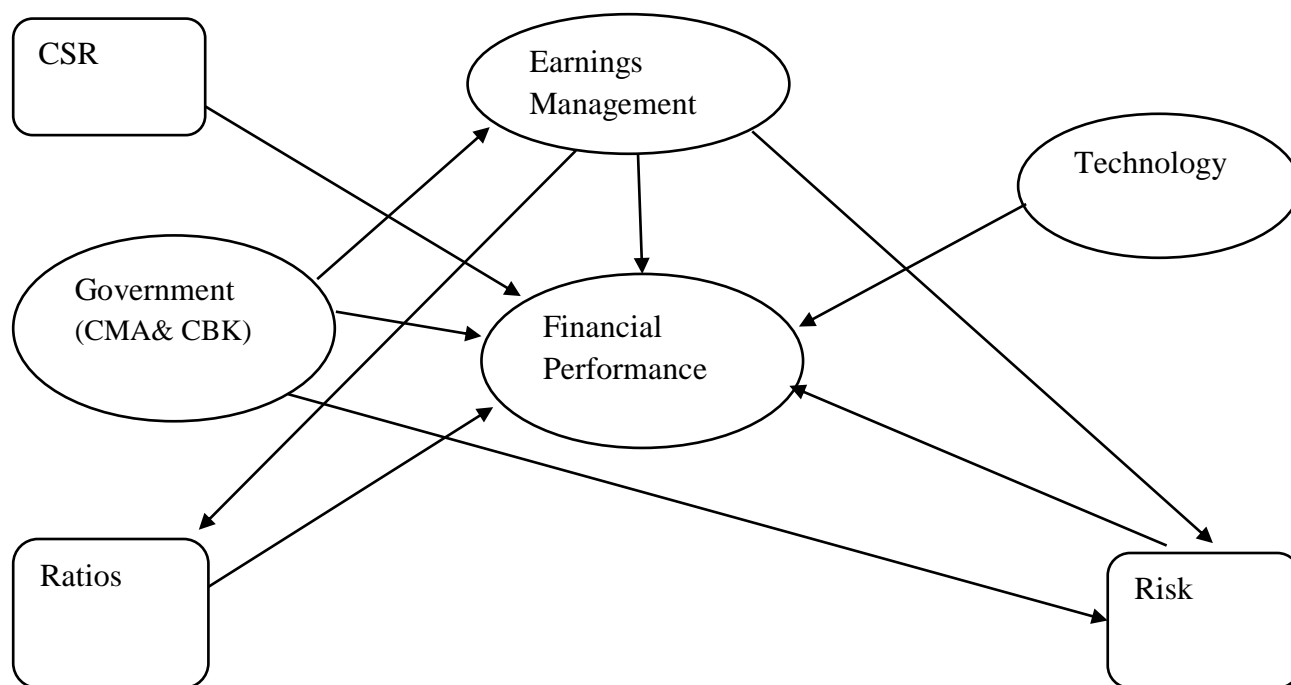 CSR
Earnings
Management
Technology
Government
(CMA& CBK)
Financial
Performance
Ratios
Risk